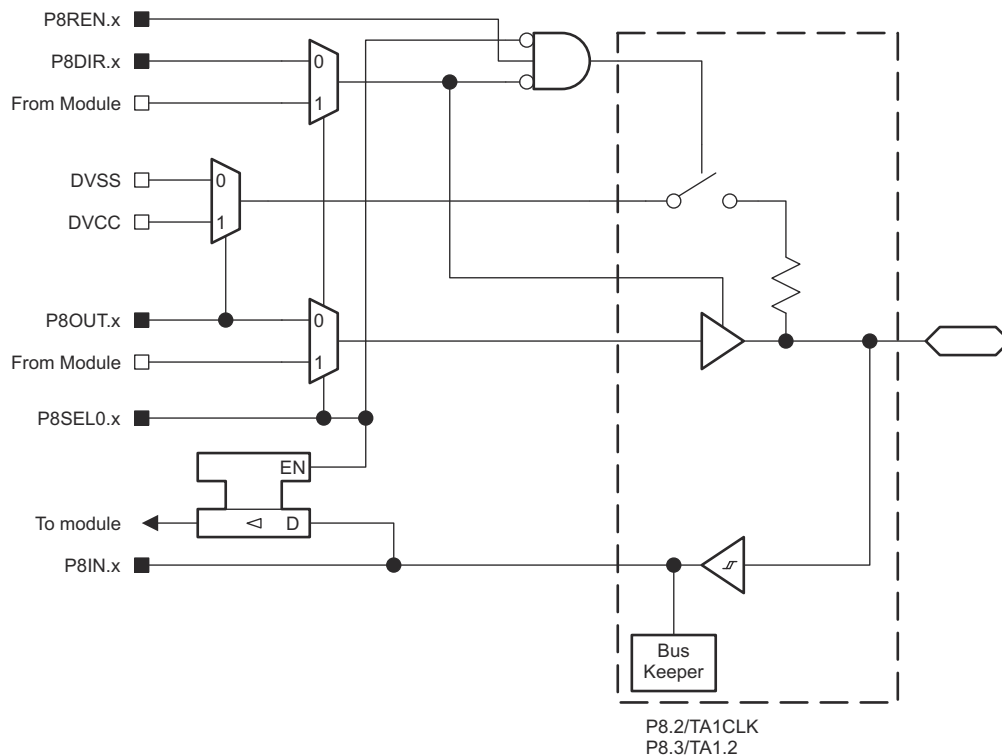 P8REN.x
P8DIR.x
0
From Module
1
DVSS
0
DVCC
1
P8OUT.x
0
From Module
1
P8SEL0.x
EN
To module
D
P8IN.x
Bus
Keeper
P8.2/TA1CLK
P8.3/TA1.2